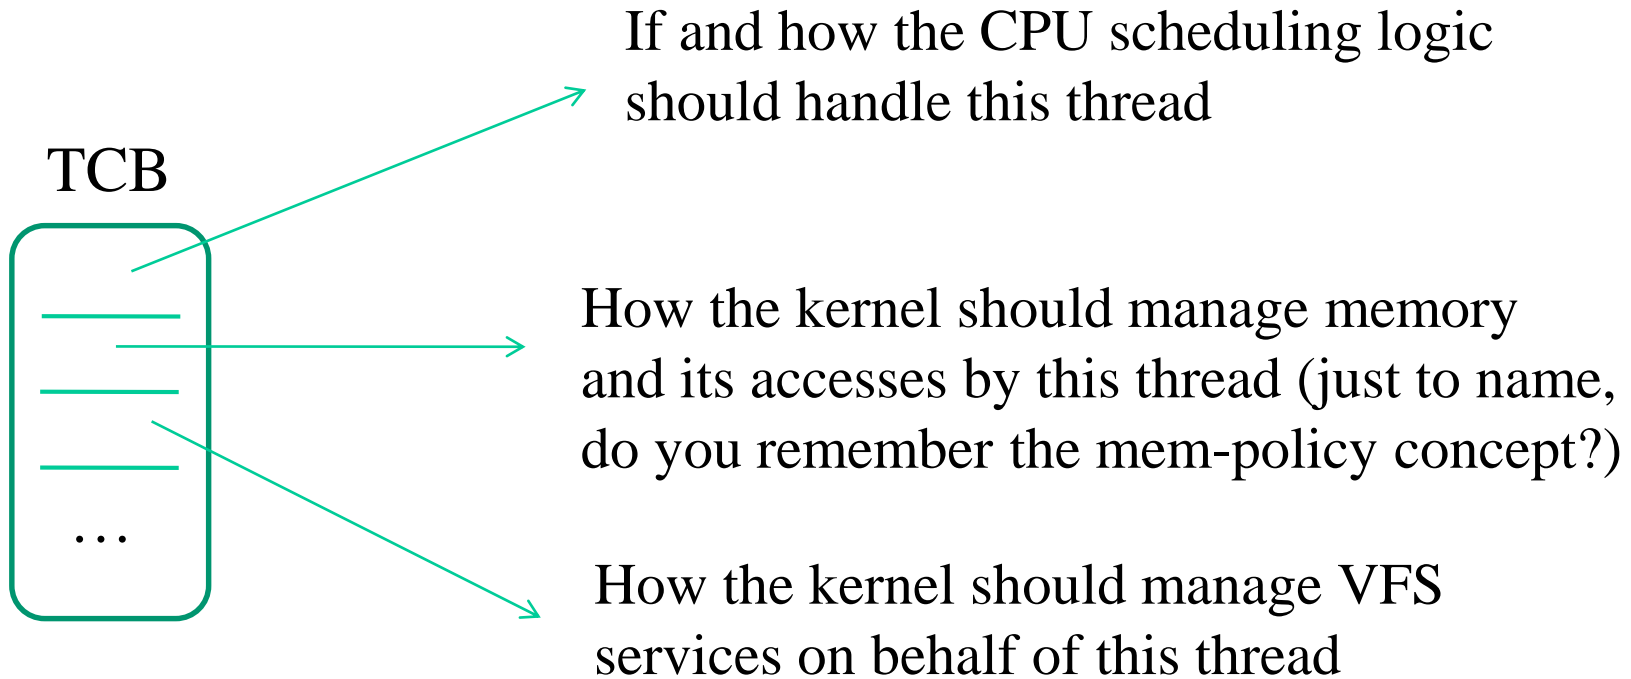 If and how the CPU scheduling logic
should handle this thread
TCB
How the kernel should manage memory
and its accesses by this thread (just to name,
do you remember the mem-policy concept?)
…
How the kernel should manage VFS
services on behalf of this thread